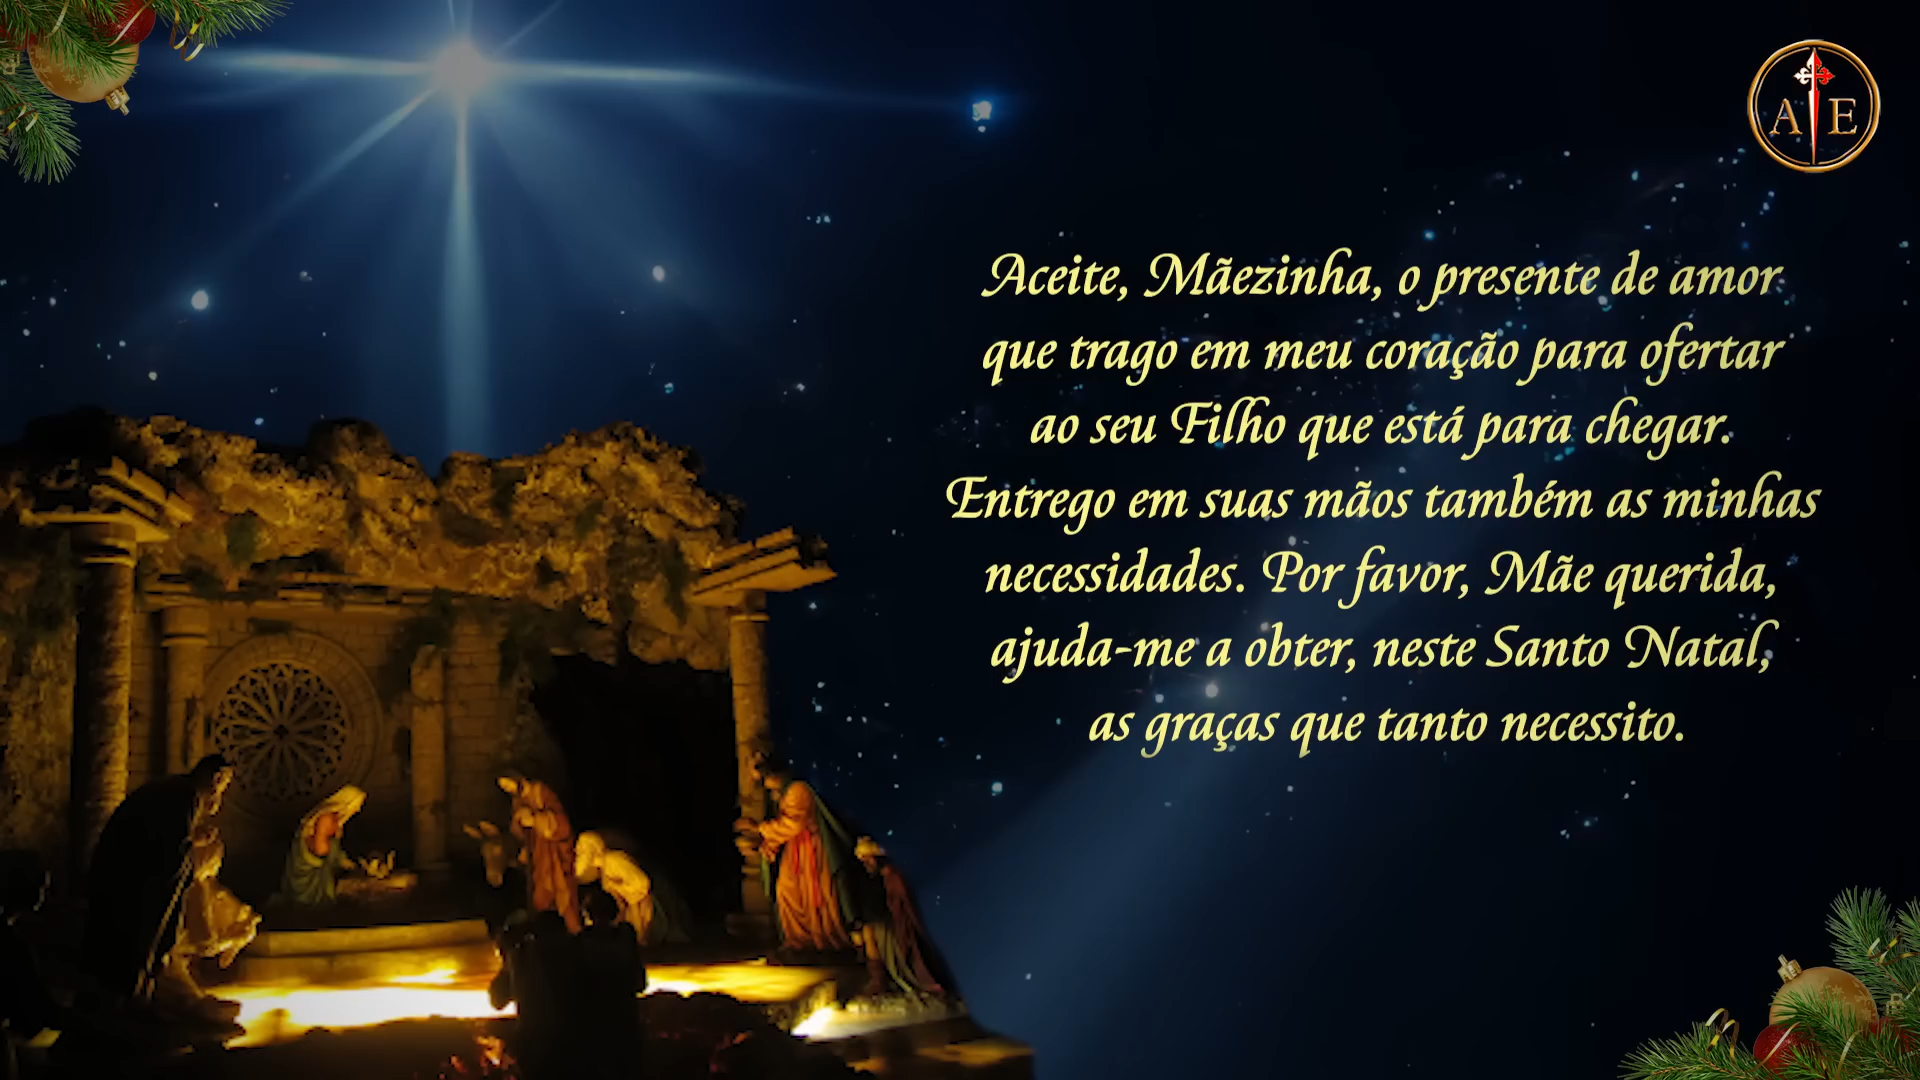 A E
Aceite, Mãezinha, o presente de amor
que trago em meu coração para ofertar
ao seu Filho que está para chegar.
Entrego em suas mãos também as minhas
necessidades. Por favor, Mãe querida,
ajuda-me a obter, neste Santo Natal,
as graças que tanto necessito.